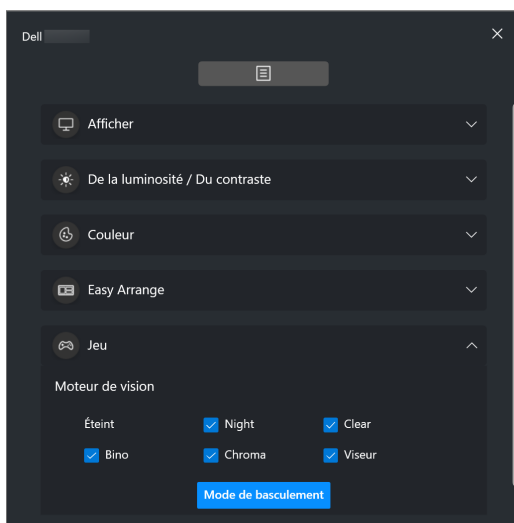 Dell
Afficher
De la luminosité / Du contraste
Couleur
Easy Arrange
Jeu
Moteur de vision
Éteint Night Clear
Bino Chroma Viseur
Mode de basculement